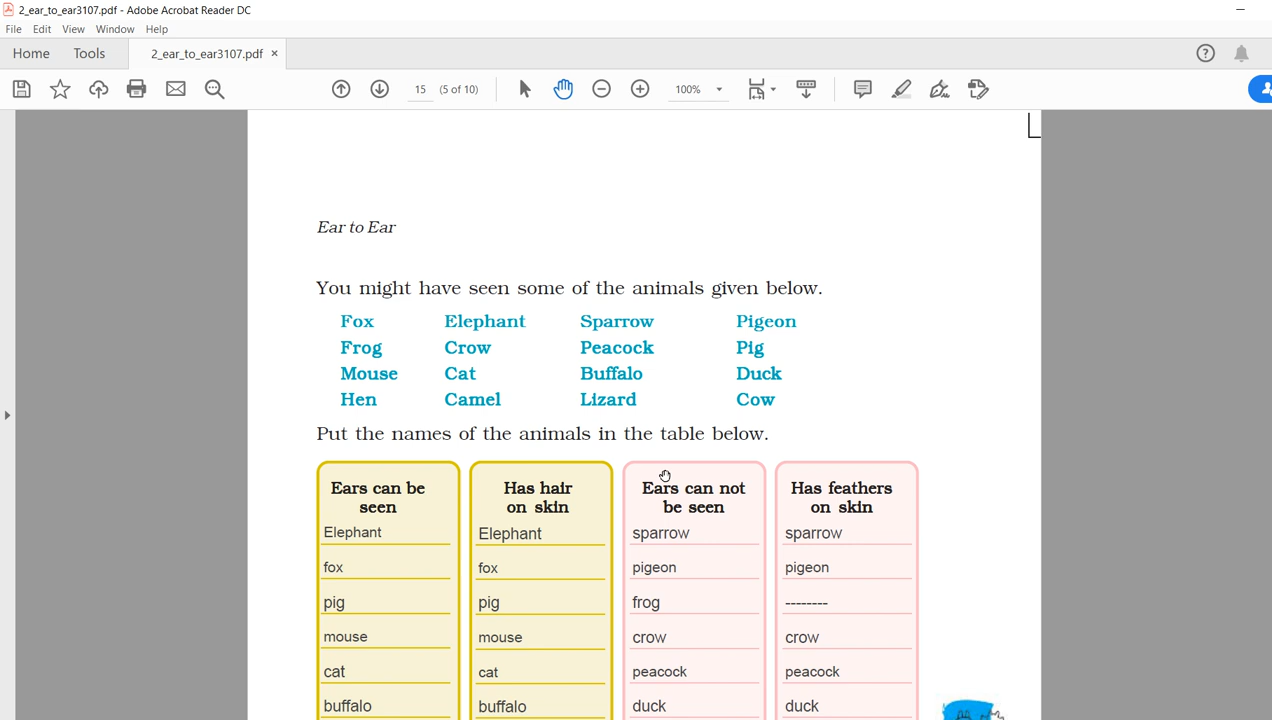 2_ear_to_ear3107.pdf - Adobe Acrobat Reader DC
File Edit View Window Help
Home Tools 2_ear_to_ear3107.pdf ×
15 (5 of 10) 100%
Ear to Ear
You might have seen some of the animals given below.
Fox Elephant Sparrow Pigeon
Frog Crow Peacock Pig
Mouse Cat Buffalo Duck
Hen Camel Lizard Cow
Put the names of the animals in the table below.
Ears can be Has hair Ears can not Has feathers
seen on skin be seen on skin
Elephant Elephant sparrow sparrow
fox fox pigeon pigeon
pig pig frog --------
mouse mouse crow crow
cat cat peacock peacock
buffalo buffalo duck duck